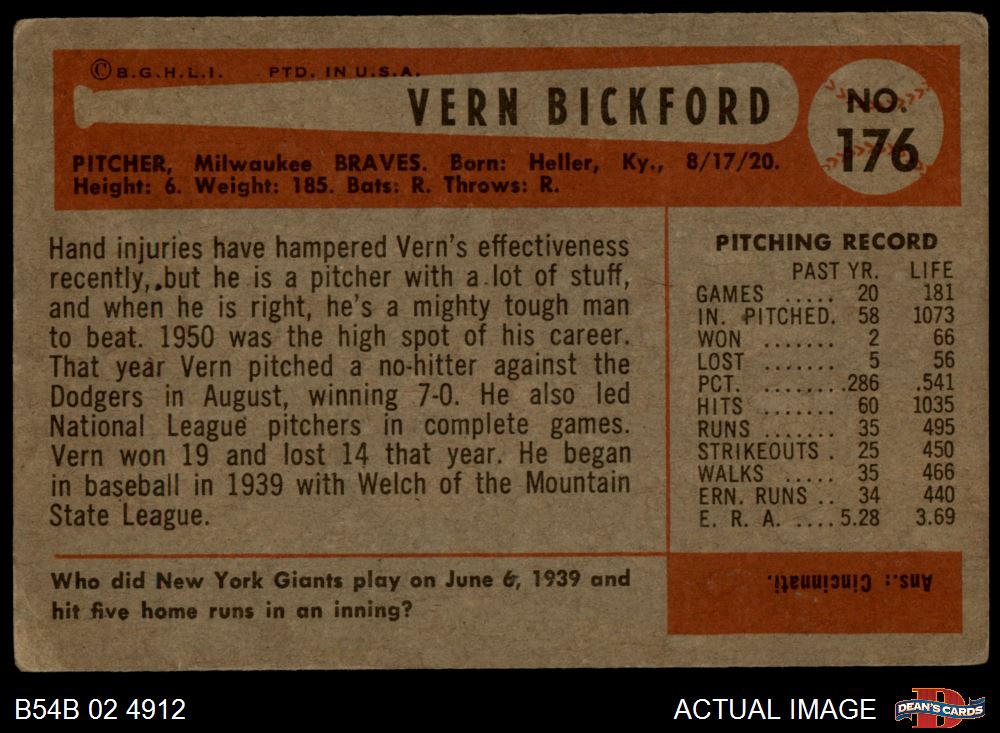 ©B.G.H.L.I. PTD. IN U.S.A.
VERN BICKFORD
NO.
176
PITCHER, Milwaukee BRAVES. Born: Heller, Ky., 8/17/20.
Height: 6. Weight: 185. Bats: R. Throws: R.
Hand injuries have hampered Vern's effectiveness
recently, but he is a pitcher with a lot of stuff,
and when he is right, he's a mighty tough man
to beat. 1950 was the high spot of his career.
That year Vern pitched a no-hitter against the
Dodgers in August, winning 7-0. He also led
National League pitchers in complete games.
Vern won 19 and lost 14 that year. He began
in baseball in 1939 with Welch of the Mountain
State League.
PITCHING RECORD
PAST YR. LIFE
GAMES ..... 20 181
IN. PITCHED. 58 1073
WON ....... 2 66
LOST ....... 5 56
PCT. ........ .286 .541
HITS ....... 60 1035
RUNS ....... 35 495
STRIKEOUTS . 25 450
WALKS ..... 35 466
ERN. RUNS .. 34 440
E. R. A. .... 5.28 3.69
Who did New York Giants play on June 6, 1939 and
hit five home runs in an inning?
Ans.: Cincinnati.
B54B 02 4912
ACTUAL IMAGE
D
DEAN'S CARDS